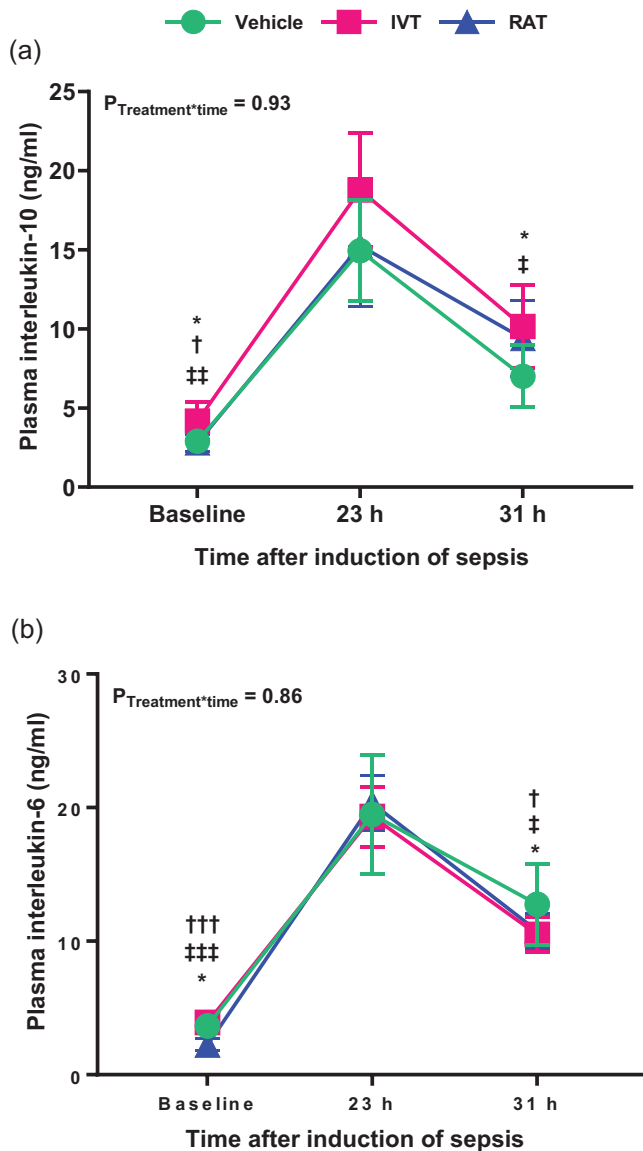 Vehicle IVT RAT
(a)
P_Treatment*time = 0.93
Plasma interleukin-10 (ng/ml)
25
20
15
10
5
0
*
†
‡‡
*
‡
Baseline 23 h 31 h
Time after induction of sepsis
(b)
P_Treatment*time = 0.86
Plasma interleukin-6 (ng/ml)
30
20
10
0
†††
‡‡‡
*
†
‡
*
Baseline 23 h 31 h
Time after induction of sepsis